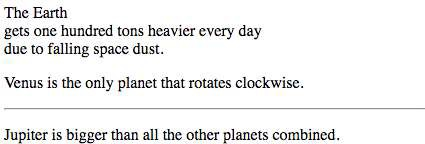 The Earth
gets one hundred tons heavier every day
due to falling space dust.
Venus is the only planet that rotates clockwise.
Jupiter is bigger than all the other planets combined.